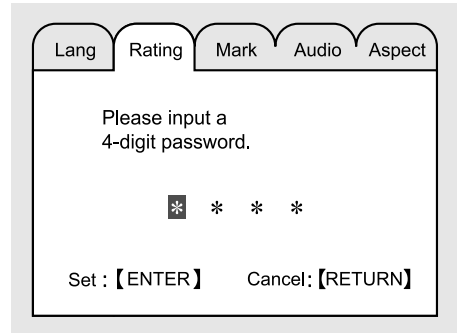 Lang Rating Mark Audio Aspect
Please input a
4-digit password.
* * * *
Set :【ENTER】 Cancel:【RETURN】